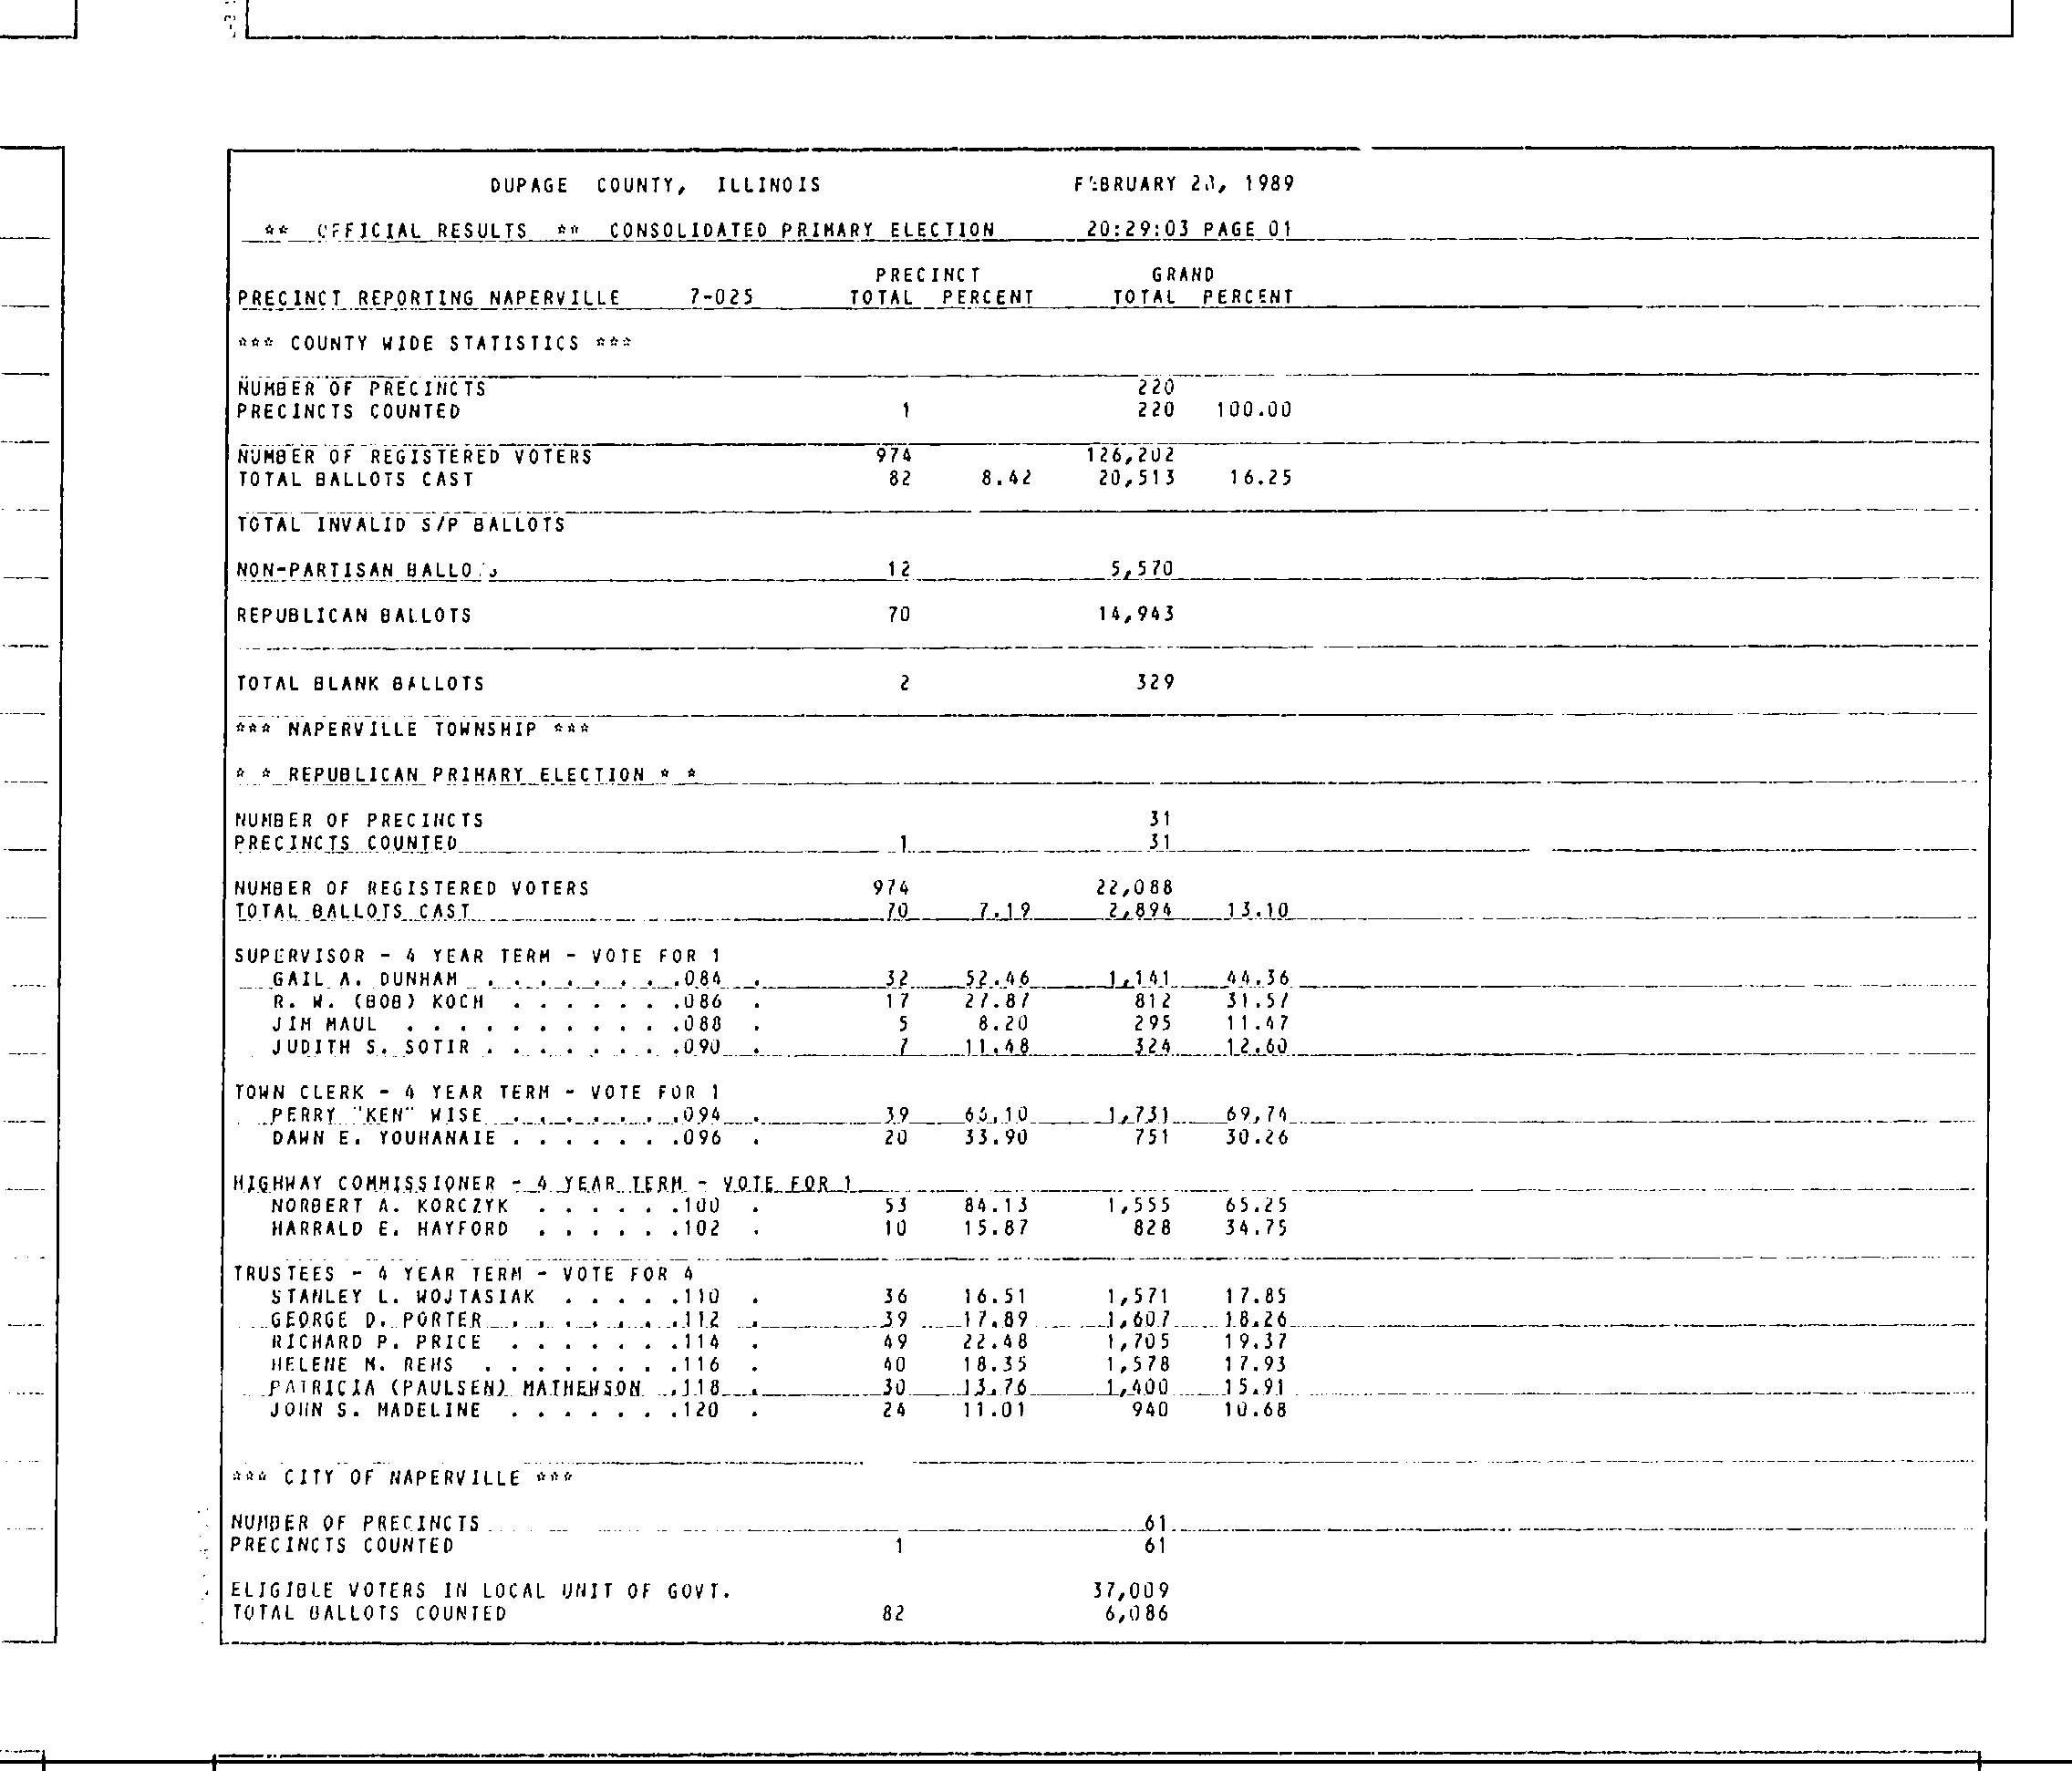 DUPAGE COUNTY, ILLINOIS 1989
** OFFICIAL RESULTS ** CONSOLIDATED PRIMARY ELECTION 20:29:03 PAGE 01
PRECINCT GRAND
PRECINCT REPORTING NAPERVILLE 7-025 TOTAL PERCENT TOTAL PERCENT
*** COUNTY WIDE STATISTICS ***
NUMBER OF PRECINCTS 220
PRECINCTS COUNTED 1 220 100.00
NUMBER OF REGISTERED VOTERS 974 126,202
TOTAL BALLOTS CAST 82 8.42 20,513 16.25
TOTAL INVALID S/P BALLOTS
NON-PARTISAN BALLOTS 12 5,570
REPUBLICAN BALLOTS 70 14,943
TOTAL BLANK BALLOTS 2 329
*** NAPERVILLE TOWNSHIP ***
* * REPUBLICAN PRIMARY ELECTION * *
NUMBER OF PRECINCTS 31
PRECINCTS COUNTED 1 31
NUMBER OF REGISTERED VOTERS 974 22,088
TOTAL BALLOTS CAST 70 7.19 2,894 13.10
SUPERVISOR - 4 YEAR TERM - VOTE FOR 1
GAIL A. DUNHAM . . . . . . . .084 . 32 52.46 1,141 44.36
R. W. (BOB) KOCH . . . . . . .086 . 17 27.87 812 31.57
JIM MAUL . . . . . . . . . . .088 . 5 8.20 295 11.47
JUDITH S. SOTIR . . . . . . . .090 . 7 11.48 324 12.60
TOWN CLERK - 4 YEAR TERM - VOTE FOR 1
PERRY "KEN" WISE . . . . . . .094 . 39 66.10 1,731 69.74
DAWN E. YOUHANAIE . . . . . . .096 . 20 33.90 751 30.26
HIGHWAY COMMISSIONER - 4 YEAR TERM - VOTE FOR 1
NORBERT A. KORCZYK . . . . . .100 . 53 84.13 1,555 65.25
HARRALD E. HAYFORD . . . . . .102 . 10 15.87 828 34.75
TRUSTEES - 4 YEAR TERM - VOTE FOR 4
STANLEY L. WOJTASIAK . . . . .110 . 36 16.51 1,571 17.85
GEORGE D. PORTER . . . . . . .112 . 39 17.89 1,607 18.26
RICHARD P. PRICE . . . . . . .114 . 49 22.48 1,705 19.37
HELENE M. REHS . . . . . . . .116 . 40 18.35 1,578 17.93
PATRICIA (PAULSEN) MATHEWSON .118 . 30 13.76 1,400 15.91
JOHN S. MADELINE . . . . . . .120 . 24 11.01 940 10.68
*** CITY OF NAPERVILLE ***
NUMBER OF PRECINCTS 61
PRECINCTS COUNTED 1 61
ELIGIBLE VOTERS IN LOCAL UNIT OF GOVT. 37,009
TOTAL BALLOTS COUNTED 82 6,086